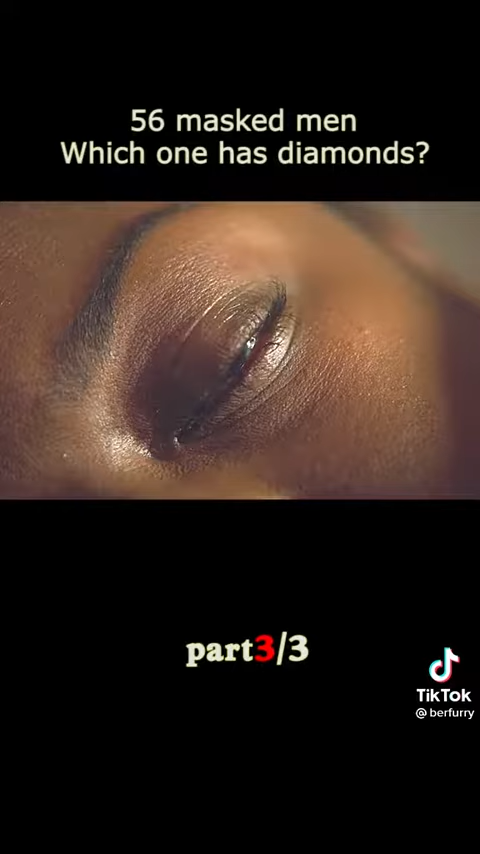 56 masked men
Which one has diamonds?
part3/3
TikTok
@ berfurry